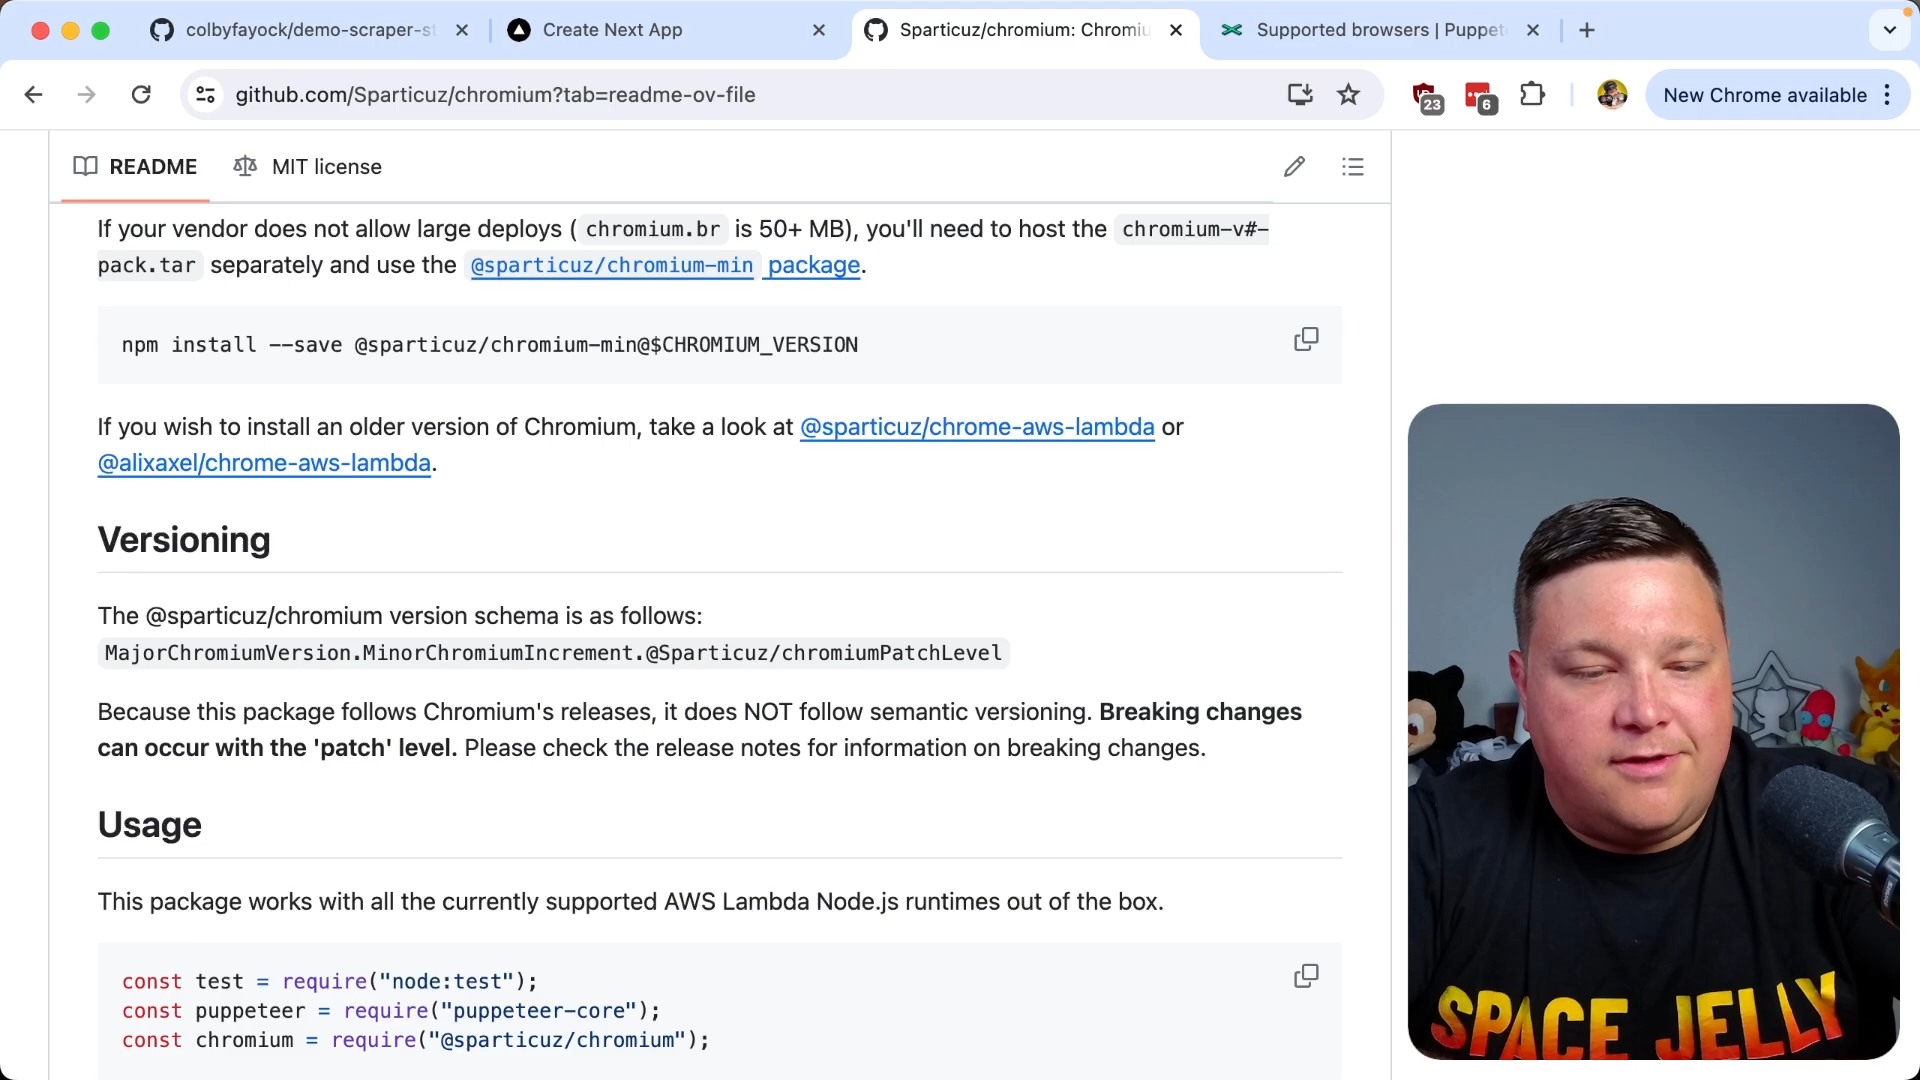 colbyfayock/demo-scraper-st
Create Next App
Sparticuz/chromium: Chromiu
Supported browsers | Puppet
github.com/Sparticuz/chromium?tab=readme-ov-file
23
6
New Chrome available
README
MIT license
If your vendor does not allow large deploys ( chromium.br is 50+ MB), you'll need to host the chromium-v#-
pack.tar separately and use the @sparticuz/chromium-min package.
npm install --save @sparticuz/chromium-min@$CHROMIUM_VERSION
If you wish to install an older version of Chromium, take a look at @sparticuz/chrome-aws-lambda or
@alixaxel/chrome-aws-lambda.
Versioning
The @sparticuz/chromium version schema is as follows:
MajorChromiumVersion.MinorChromiumIncrement.@Sparticuz/chromiumPatchLevel
Because this package follows Chromium's releases, it does NOT follow semantic versioning. Breaking changes
can occur with the 'patch' level. Please check the release notes for information on breaking changes.
Usage
This package works with all the currently supported AWS Lambda Node.js runtimes out of the box.
const test = require("node:test");
const puppeteer = require("puppeteer-core");
const chromium = require("@sparticuz/chromium");
SPACE JELLY